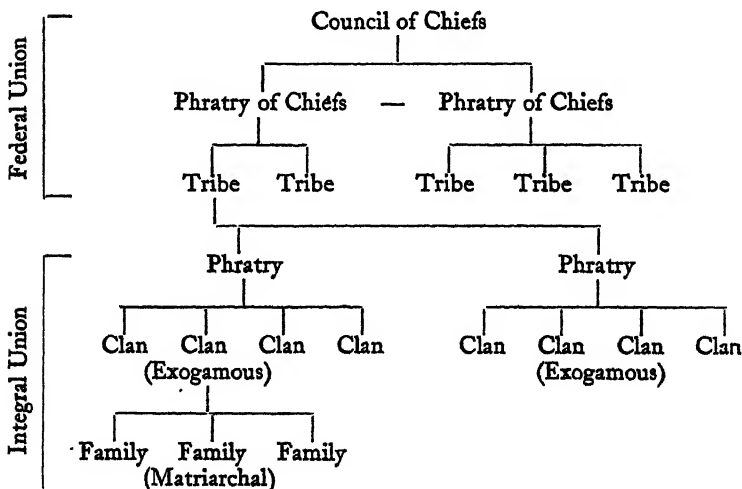 Council of Chiefs
Federal Union
Phratry of Chiefs — Phratry of Chiefs
Tribe Tribe Tribe Tribe Tribe
Integral Union
Phratry Phratry
Clan Clan Clan Clan Clan Clan Clan Clan
(Exogamous) (Exogamous)
Family Family Family
(Matriarchal)